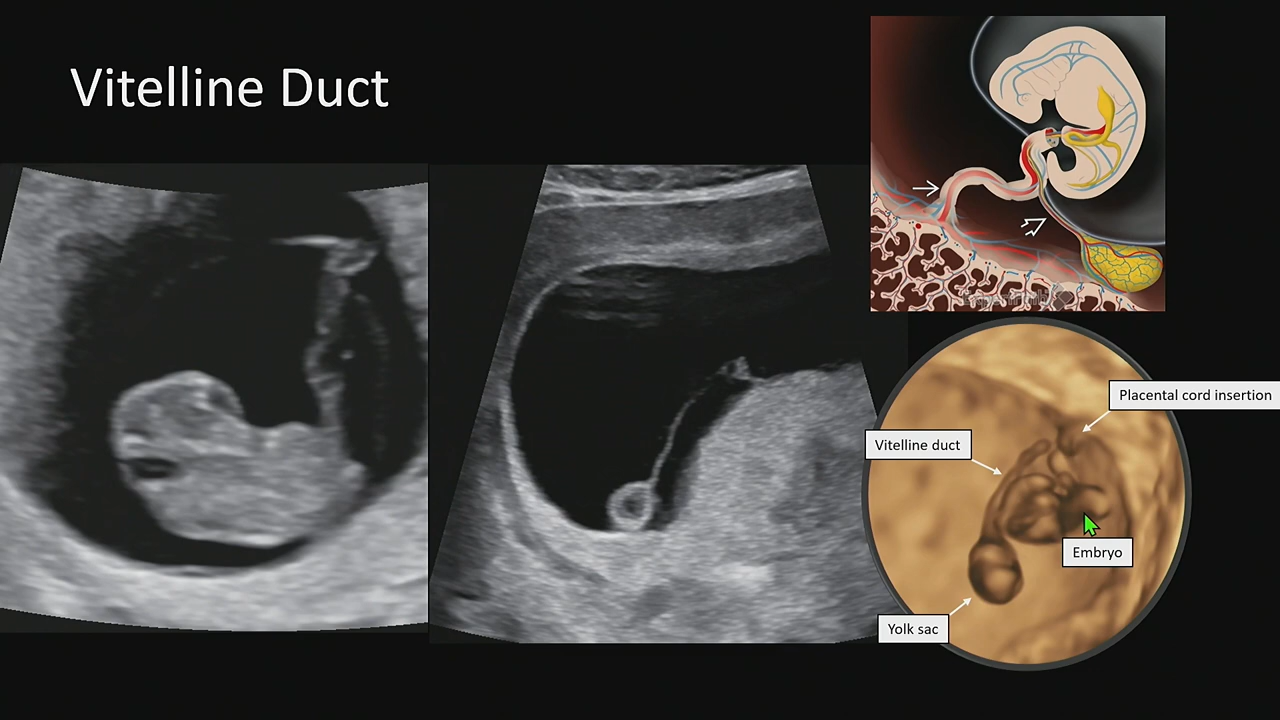 Vitelline Duct
Placental cord insertion
Vitelline duct
Embryo
Yolk sac